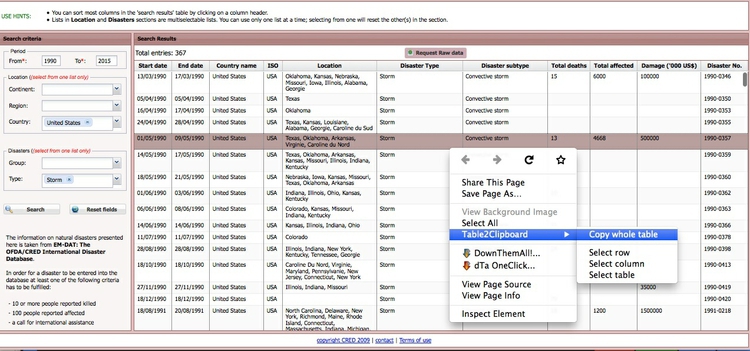 USE HINTS:
• You can sort most columns in the 'search results' table by clicking on a column header.
• Lists in Location and Disasters sections are multiselectable lists. You can use only one list at a time; selecting from one will reset the other(s) in the section.
Search criteria
Period
From*: 1990 To*: 2015
Location (select from one list only)
Continent:
Region:
Country: United States
Disasters (select from one list only)
Group:
Type: Storm
Search Reset fields
The information on natural disasters presented
here is taken from EM-DAT: The
OFDA/CRED International Disaster
Database.
In order for a disaster to be entered into the
database at least one of the following criteria
has to be fulfilled:
- 10 or more people reported killed
- 100 people reported affected
- a call for international assistance
Search Results
Total entries: 367 Request Raw data
Start date End date Country name ISO Location Disaster Type Disaster subtype Total deaths Total affected Damage ('000 US$) Disaster No.
13/03/1990 17/03/1990 United States USA Oklahoma, Kansas, Nebraska, Storm Convective storm 15 6000 100000 1990-0346
Missouri, Iowa, Illinois, Alabama,
Georgia
05/04/1990 05/04/1990 United States USA Texas Storm Convective storm 1990-0350
16/04/1990 17/04/1990 United States USA Oklahoma Storm Convective storm 1990-0353
24/04/1990 28/04/1990 United States USA Texas, Kansas, Louisiane, Storm Convective storm 1990-0355
Alabama, Georgie, Caroline du Sud
01/05/1990 09/05/1990 United States USA Texas, Oklahoma, Arkansas, Storm Convective storm 13 4668 500000 1990-0357
Virginie, Caroline du Nord
14/05/1990 17/05/1990 United States USA Texas, Oklahoma, Arkansas, Storm 1990-0359
Kansas, Missouri, Illinois, Indiana,
Kentucky
18/05/1990 21/05/1990 United States USA Nebraska, Iowa, Kansas, Missouri, Storm 1990-0360
Texas, Oklahoma, Arkansas
01/06/1990 03/06/1990 United States USA Indiana, Illinois, Ohio, Kansas, Storm 1990-0362
Kentucky
06/06/1990 08/06/1990 United States USA Colorado, Kansas, Missouri, Storm 1990-0363
Indiana, Kentucky
14/06/1990 14/06/1990 United States USA Kansas, Missouri, Illinois Storm 1990-0366
11/07/1990 11/07/1990 United States USA Colorado Storm 1990-0378
28/08/1990 28/08/1990 United States USA Illinois, Indiana, New York, Storm 1990-0398
Kentucky, Tennessee, Georgie
18/10/1990 19/10/1990 United States USA Caroline Du Nord, Virginie, Storm 1990-0413
Maryland, Pennsylvanie, New
Jersey, Connecticut, New York
27/11/1990 27/11/1990 United States USA Illinois, Missouri, Indiana Storm 35000 1990-0419
18/12/1990 18/12/1990 United States USA Oklahoma Storm 1990-0420
18/08/1991 20/08/1991 United States USA North Carolina, Delaware, New Storm 1200 1500000 1991-0218
York, Richmond, Maine, Rhode
Island, Connecticut,
Massachusetts, Michigan
Share This Page
Save Page As...
View Background Image
Select All
Table2Clipboard
DownThemAll!...
dTa OneClick...
View Page Source
View Page Info
Inspect Element
Copy whole table
Select row
Select column
Select table
copyright CRED 2009 | contact | Terms of use